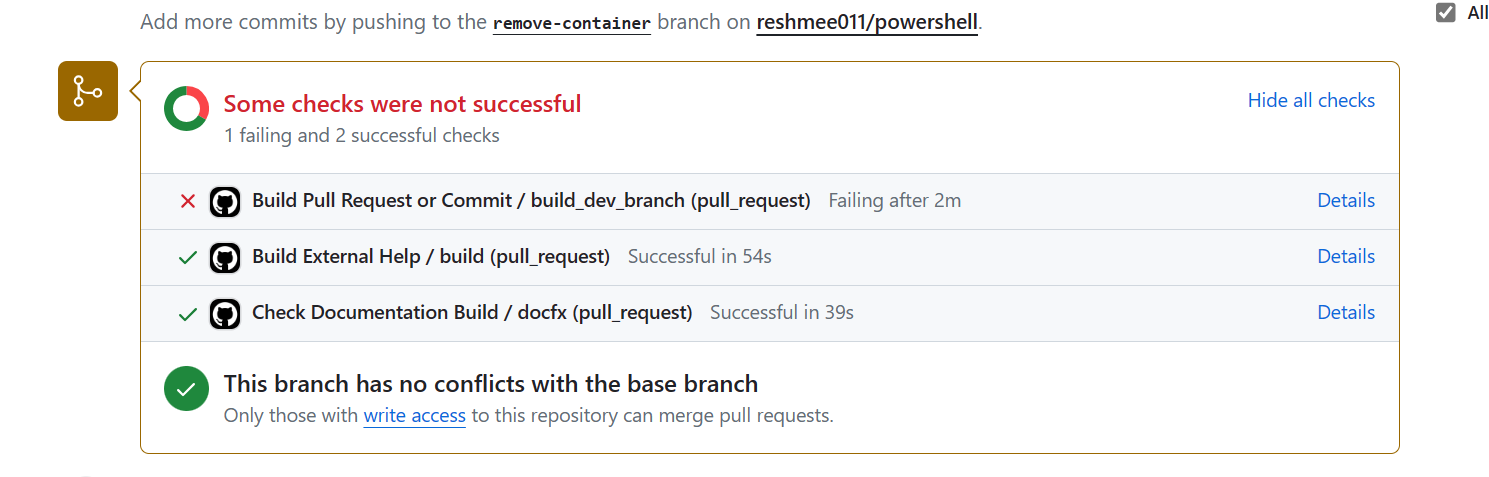 Add more commits by pushing to the remove-container branch on reshmee011/powershell.
All
Some checks were not successful
Hide all checks
1 failing and 2 successful checks
Build Pull Request or Commit / build_dev_branch (pull_request) Failing after 2m Details
Build External Help / build (pull_request) Successful in 54s Details
Check Documentation Build / docfx (pull_request) Successful in 39s Details
This branch has no conflicts with the base branch
Only those with write access to this repository can merge pull requests.